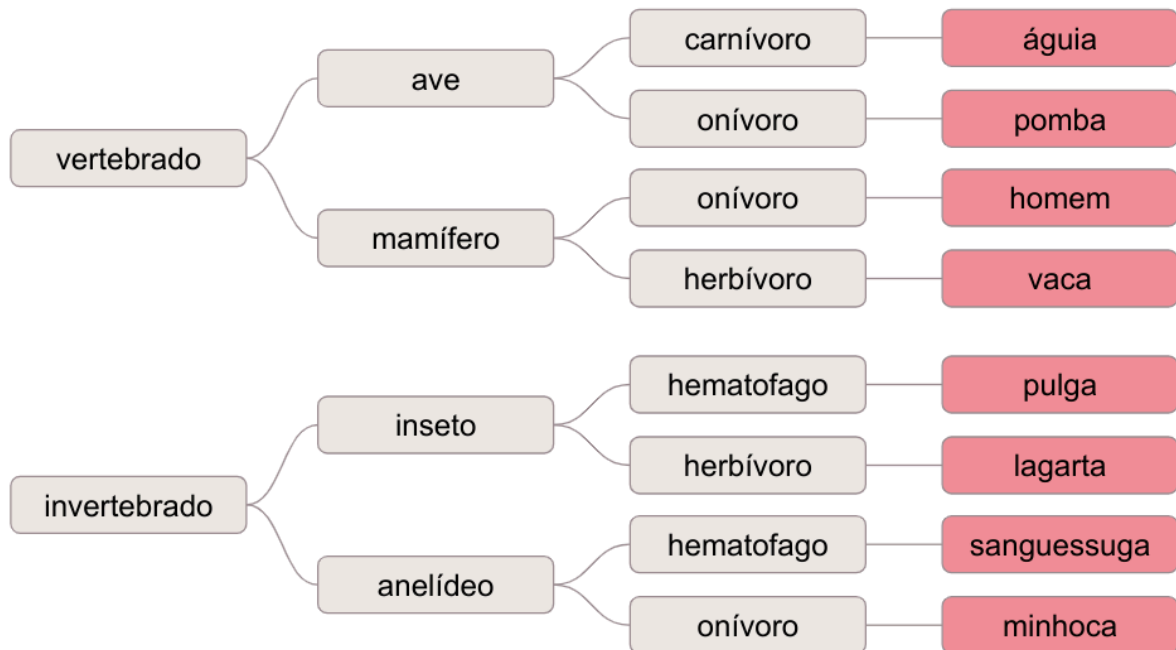 carnívoro
águia
ave
onívoro
pomba
vertebrado
onívoro
homem
mamífero
herbívoro
vaca
hematofago
pulga
inseto
herbívoro
lagarta
invertebrado
hematofago
sanguessuga
anelídeo
onívoro
minhoca